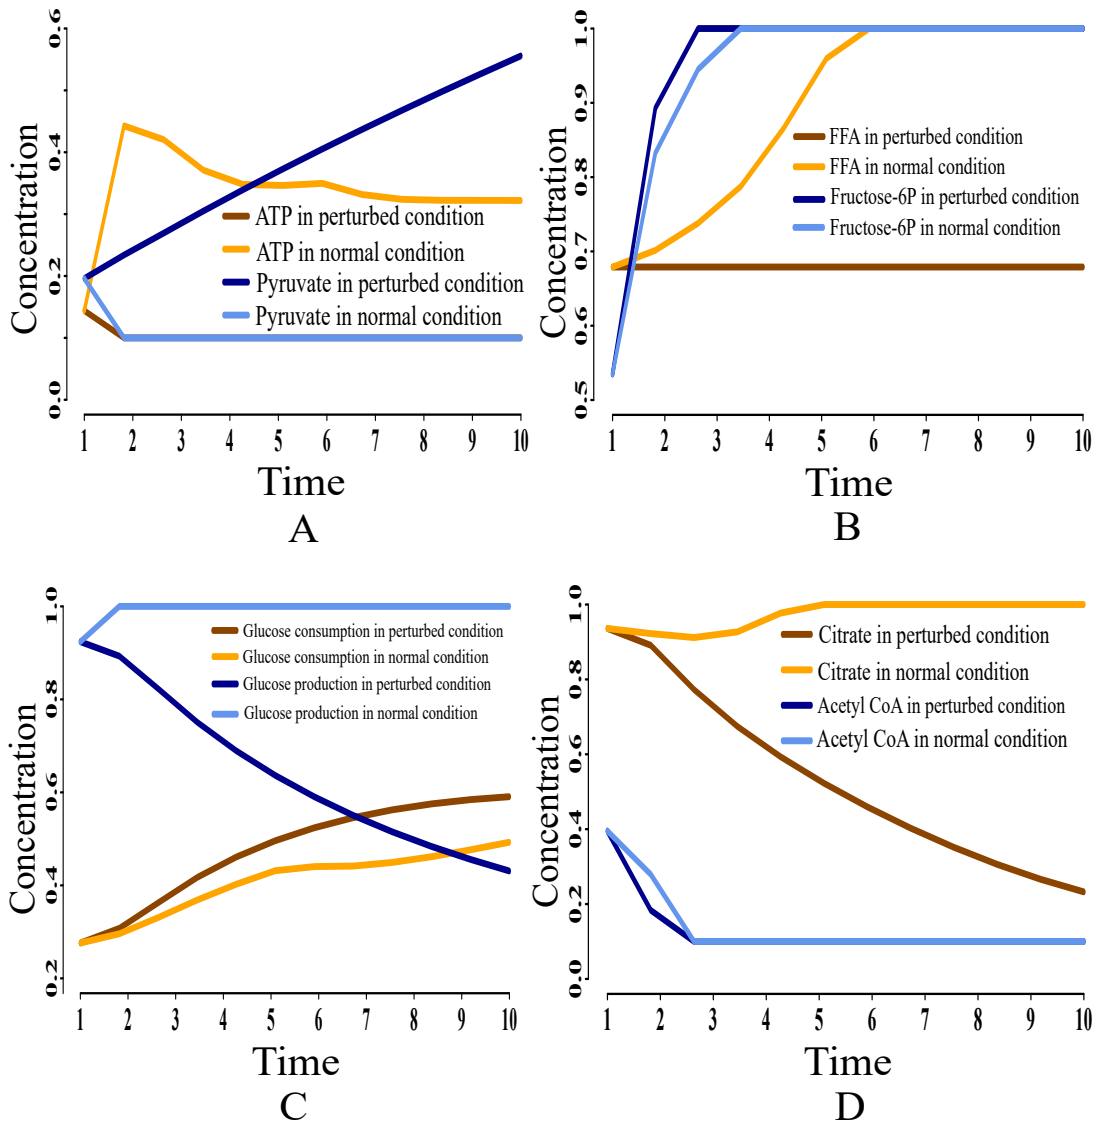 0.6
0.4
0.2
0.0
Concentration
ATP in perturbed condition
ATP in normal condition
Pyruvate in perturbed condition
Pyruvate in normal condition
1 2 3 4 5 6 7 8 9 10
Time
A
1.0
0.9
0.8
0.7
0.6
0.5
Concentration
FFA in perturbed condition
FFA in normal condition
Fructose-6P in perturbed condition
Fructose-6P in normal condition
1 2 3 4 5 6 7 8 9 10
Time
B
1.0
0.8
0.6
0.4
0.2
Concentration
Glucose consumption in perturbed condition
Glucose consumption in normal condition
Glucose production in perturbed condition
Glucose production in normal condition
1 2 3 4 5 6 7 8 9 10
Time
C
1.0
0.8
0.6
0.4
0.2
0.0
Concentration
Citrate in perturbed condition
Citrate in normal condition
Acetyl CoA in perturbed condition
Acetyl CoA in normal condition
1 2 3 4 5 6 7 8 9 10
Time
D